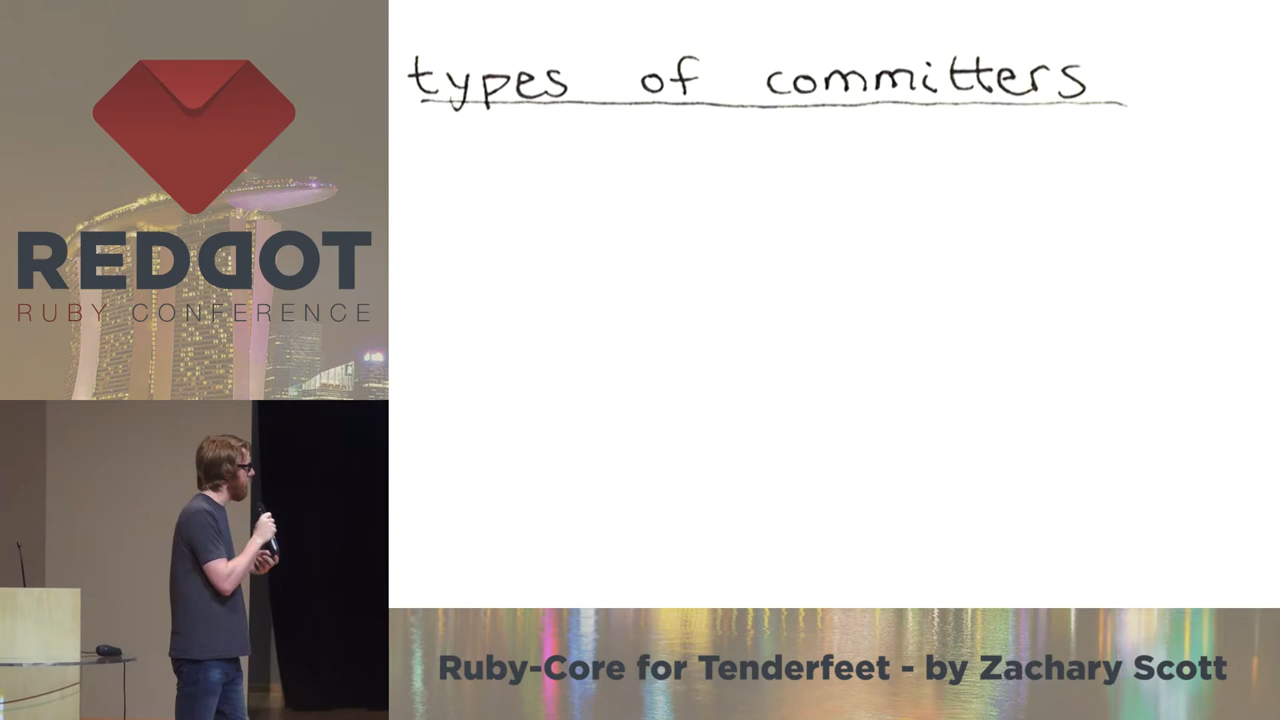 REDDOT
RUBY CONFERENCE
types of committers
Ruby-Core for Tenderfeet - by Zachary Scott